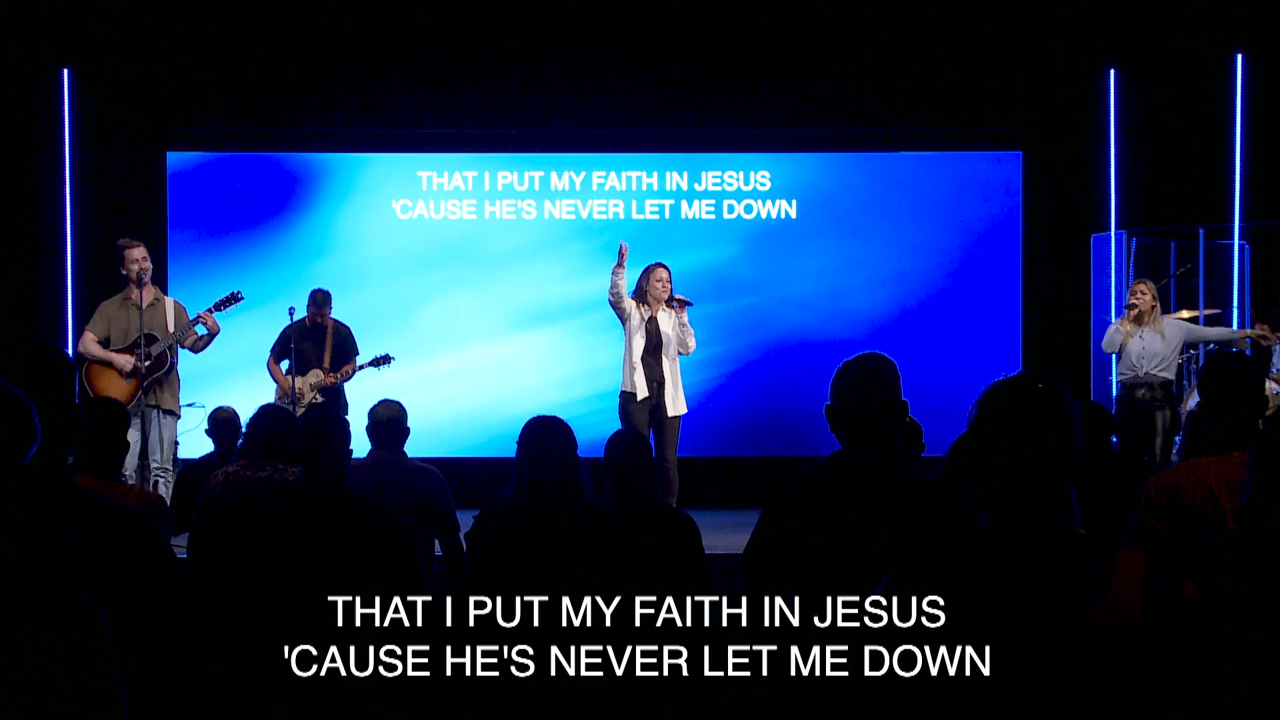 THAT I PUT MY FAITH IN JESUS
'CAUSE HE'S NEVER LET ME DOWN
THAT I PUT MY FAITH IN JESUS
'CAUSE HE'S NEVER LET ME DOWN